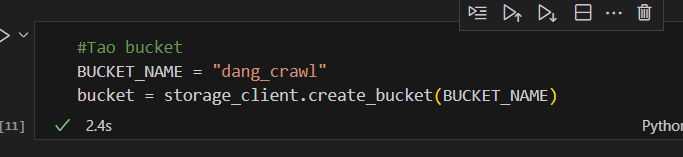 #Tao bucket
BUCKET_NAME = "dang_crawl"
bucket = storage_client.create_bucket(BUCKET_NAME)
[11]
2.4s
Python